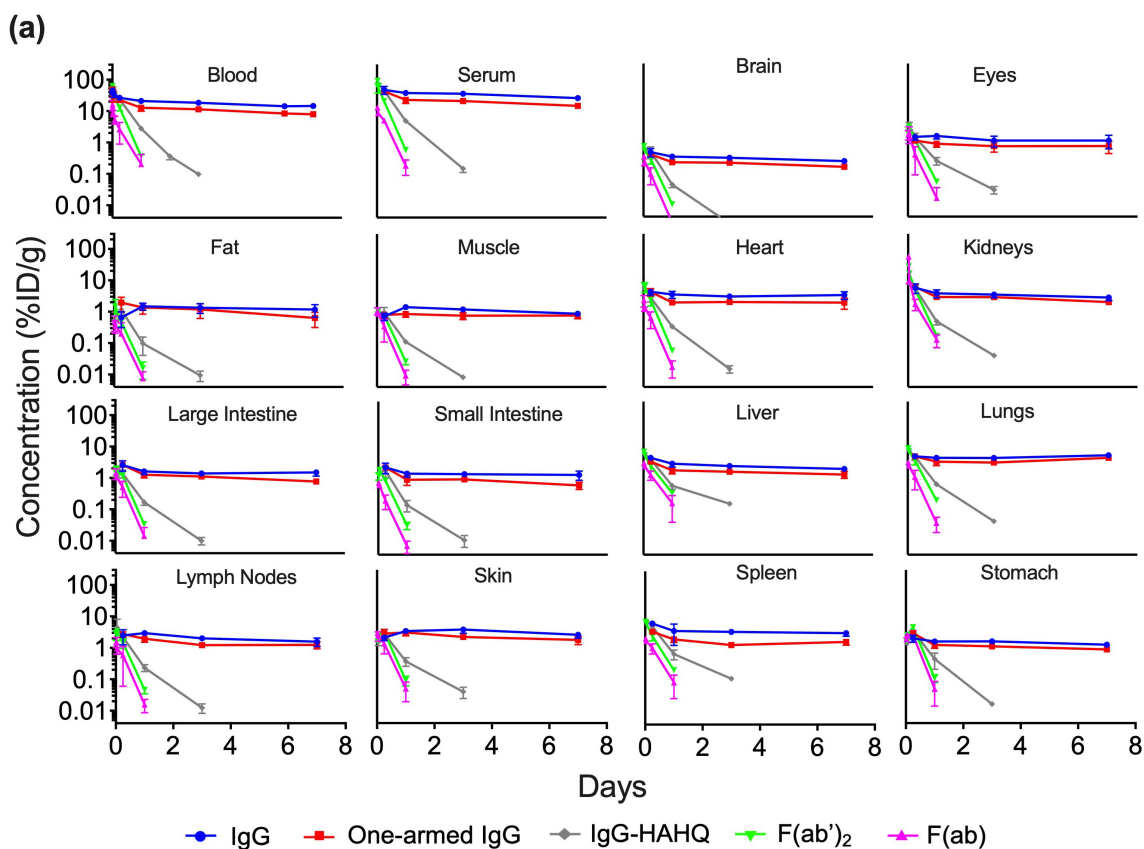 (a)
Blood Serum Brain Eyes
100
10
1
0.1
0.01
Fat Muscle Heart Kidneys
100
10
1
0.1
0.01
Large Intestine Small Intestine Liver Lungs
100
10
1
0.1
0.01
Lymph Nodes Skin Spleen Stomach
100
10
1
0.1
0.01
0 2 4 6 8 0 2 4 6 8 0 2 4 6 8 0 2 4 6 8
Concentration (%ID/g)
Days
IgG One-armed IgG IgG-HAHQ F(ab')₂ F(ab)